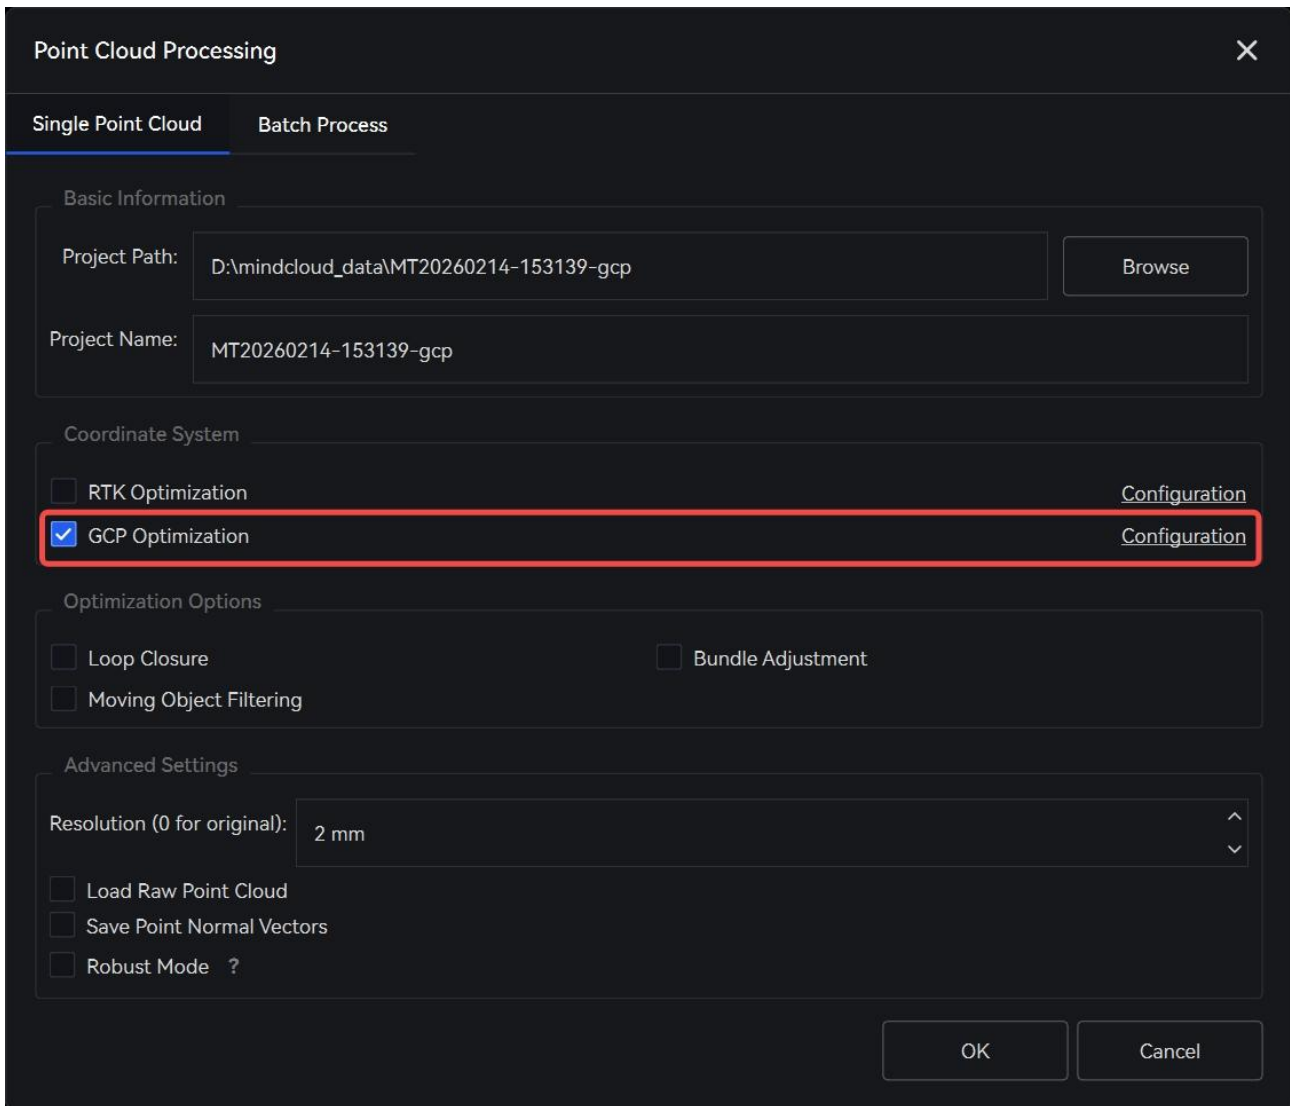 Point Cloud Processing
Single Point Cloud Batch Process
Basic Information
Project Path: D:\mindcloud_data\MT20260214-153139-gcp Browse
Project Name: MT20260214-153139-gcp
Coordinate System
RTK Optimization Configuration
GCP Optimization Configuration
Optimization Options
Loop Closure Bundle Adjustment
Moving Object Filtering
Advanced Settings
Resolution (0 for original): 2 mm
Load Raw Point Cloud
Save Point Normal Vectors
Robust Mode ?
OK Cancel